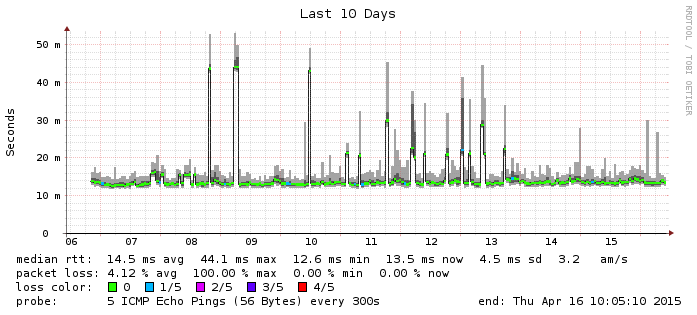 Last 10 Days
RRDTOOL / TOBI OETIKER
Seconds
50 m
40 m
30 m
20 m
10 m
0
06 07 08 09 10 11 12 13 14 15
median rtt: 14.5 ms avg 44.1 ms max 12.6 ms min 13.5 ms now 4.5 ms sd 3.2 am/s
packet loss: 4.12 % avg 100.00 % max 0.00 % min 0.00 % now
loss color: 0 1/5 2/5 3/5 4/5
probe: 5 ICMP Echo Pings (56 Bytes) every 300s end: Thu Apr 16 10:05:10 2015